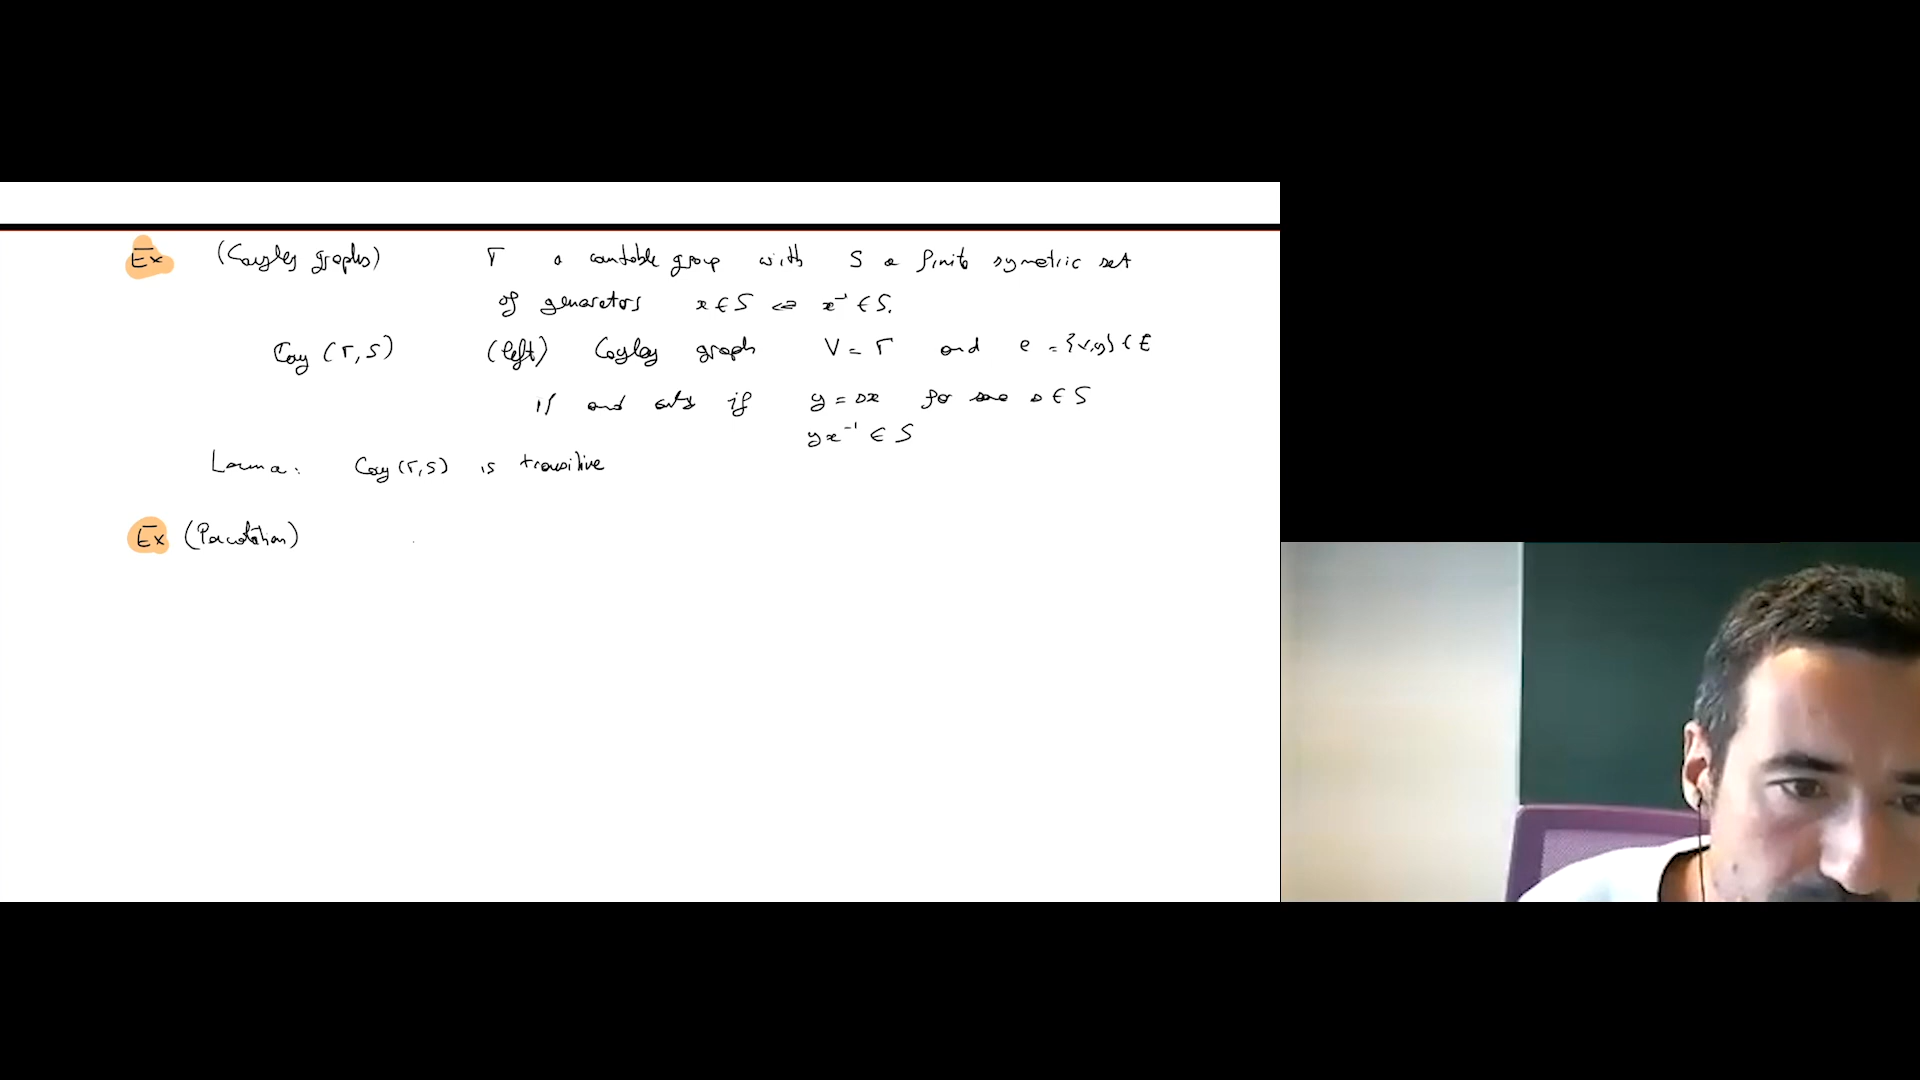 Ex (Cayley graphs) Γ a countable group with S a finite symetric set
of generators x ∈ S ⇔ x⁻¹ ∈ S.
Cay (Γ, S) (left) Cayley graph V = Γ and e = {x,y} ∈ E
if and only if y = sx for some s ∈ S
yx⁻¹ ∈ S
Lemma: Cay (Γ, S) is transitive
Ex (Percolation)